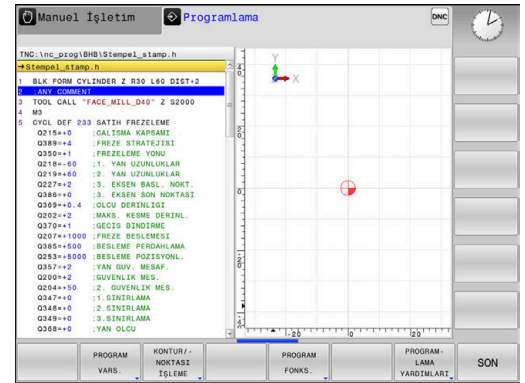 Manuel İşletim
Programlama
DNC
TNC:\nc_prog\BHB\Stempel_stamp.h
→Stempel_stamp.h
1 BLK FORM CYLINDER Z R30 L60 DIST+2
2 ;ANY COMMENT
3 TOOL CALL "FACE_MILL_D40" Z S2000
4 M3
5 CYCL DEF 233 SATIH FREZELEME
Q215=+0 ;CALISMA KAPSAMI
Q389=+4 ;FREZE STRATEJISI
Q350=+1 ;FREZELEME YONU
Q218=-60 ;1. YAN UZUNLUKLAR
Q219=+60 ;2. YAN UZUNLUKLAR
Q227=+2 ;3. EKSEN BASL. NOKT.
Q386=+0 ;3. EKSEN SON NOKTASI
Q369=+0.4 ;OLCU DERINLIGI
Q202=+2 ;MAKS. KESME DERINL.
Q370=+1 ;GECIS BINDIRME
Q207=+1000 ;FREZE BESLEMESI
Q385=+500 ;BESLEME PERDAHLAMA
Q253=+5000 ;BESLEME POZISYONL.
Q357=+2 ;YAN GUV. MESAF.
Q200=+2 ;GUVENLIK MES.
Q204=+50 ;2. GUVENLIK MES.
Q347=+0 ;1.SINIRLAMA
Q348=+0 ;2.SINIRLAMA
Q349=+0 ;3.SINIRLAMA
Q368=+0 ;YAN OLCU
Y
X
40
20
0
-20
-20
0
20
PROGRAM
VARS.
KONTUR/-
NOKTASI
İŞLEME
PROGRAM
FONKS.
PROGRAM-
LAMA
YARDIMLARI
SON